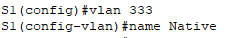 S1(config)#vlan 333
S1(config-vlan)#name Native